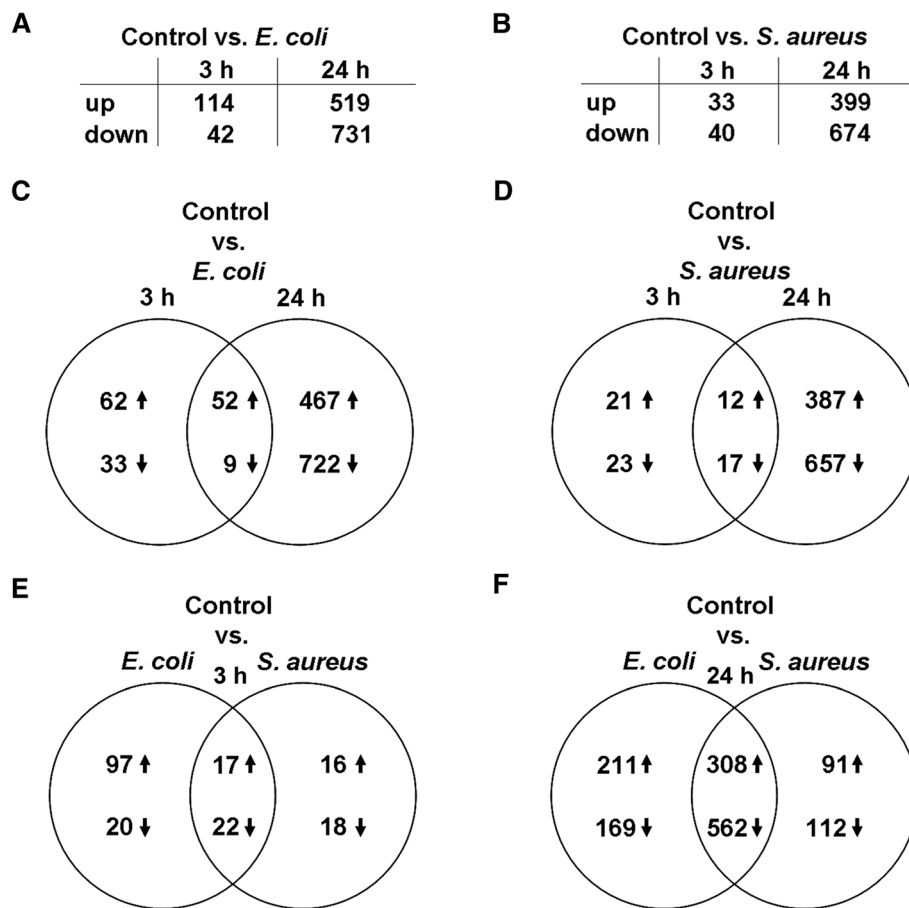 A
Control vs. E. coli
3 h 24 h
up 114 519
down 42 731
B
Control vs. S. aureus
3 h 24 h
up 33 399
down 40 674
C
Control
vs.
E. coli
3 h 24 h
62 ↑ 52 ↑ 467 ↑
33 ↓ 9 ↓ 722 ↓
D
Control
vs.
S. aureus
3 h 24 h
21 ↑ 12 ↑ 387 ↑
23 ↓ 17 ↓ 657 ↓
E
Control
vs.
E. coli S. aureus
3 h
97 ↑ 17 ↑ 16 ↑
20 ↓ 22 ↓ 18 ↓
F
Control
vs.
E. coli S. aureus
24 h
211 ↑ 308 ↑ 91 ↑
169 ↓ 562 ↓ 112 ↓